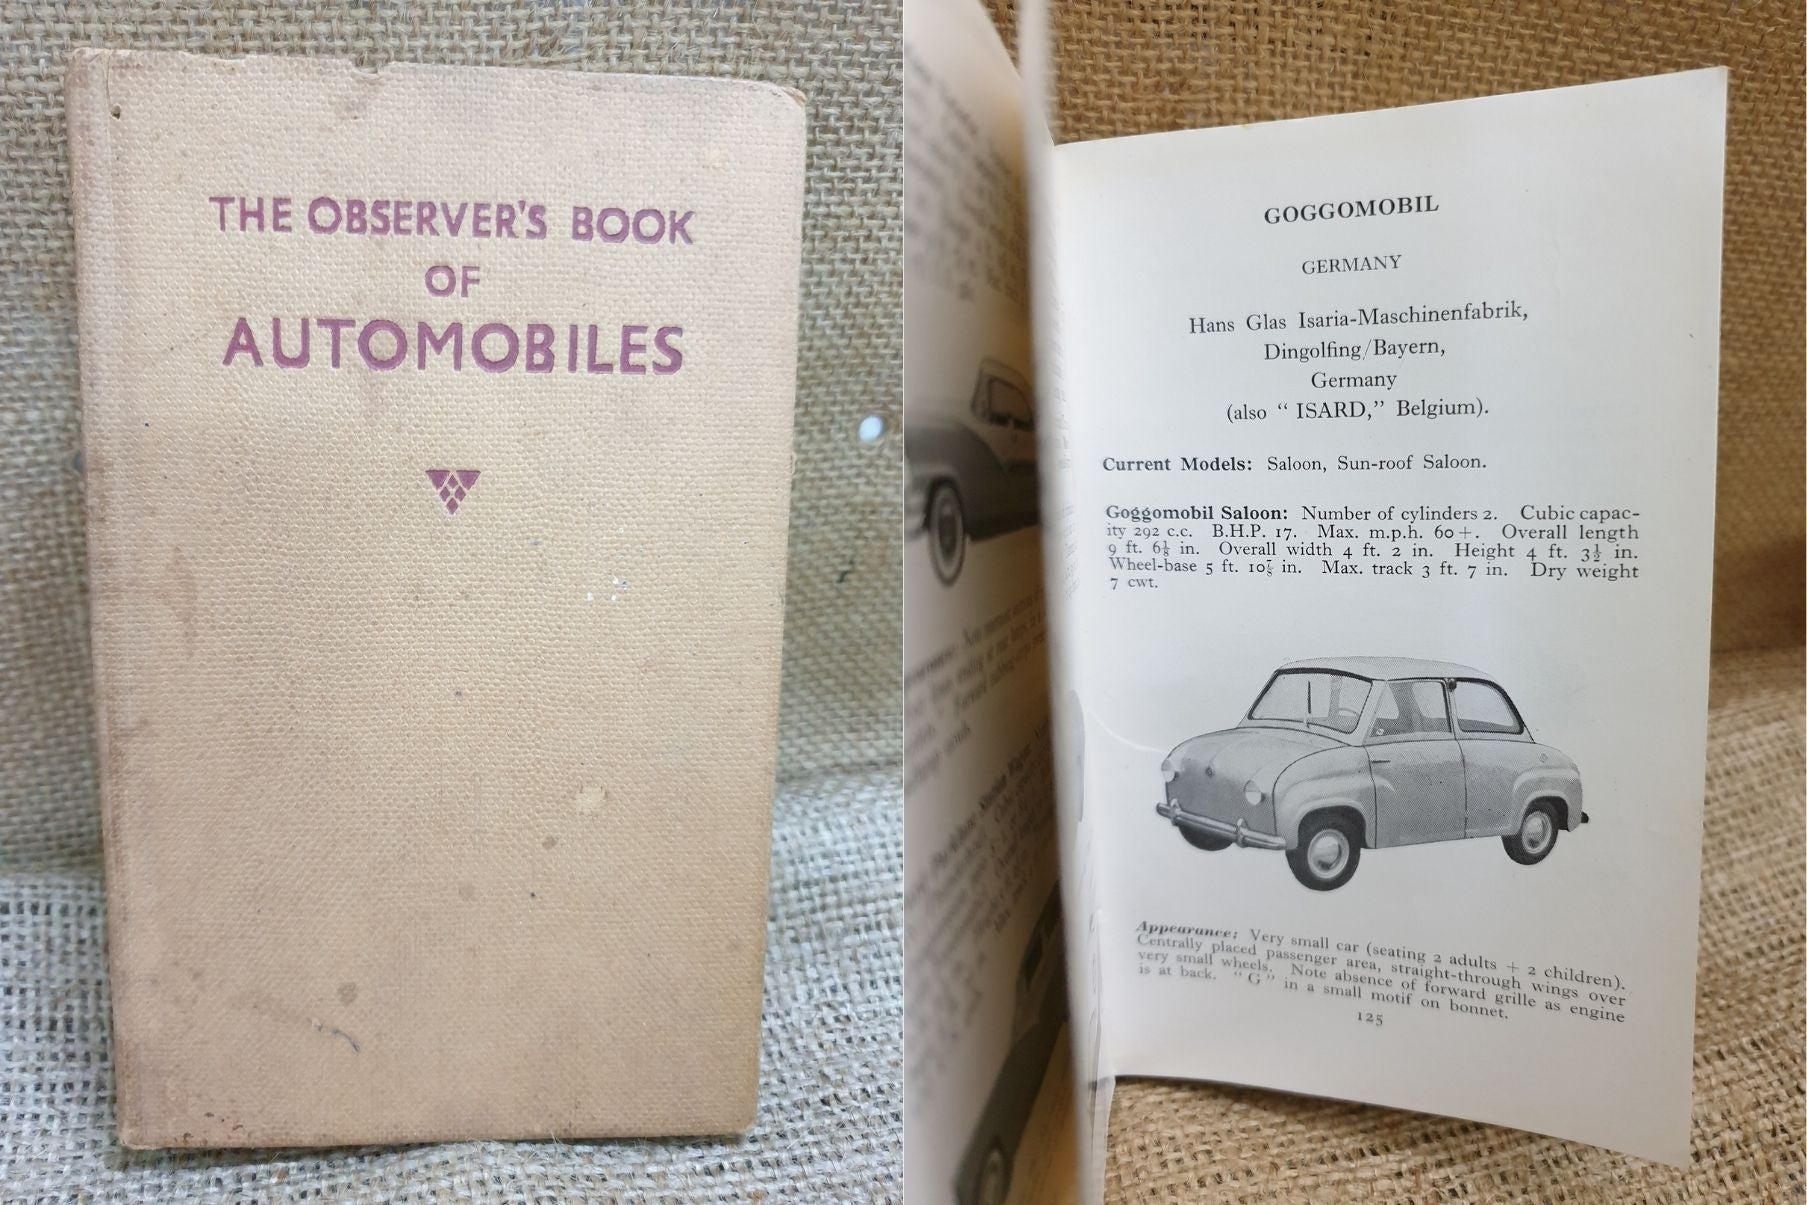 THE OBSERVER'S BOOK
OF
AUTOMOBILES
GOGGOMOBIL
GERMANY
Hans Glas Isaria-Maschinenfabrik,
Dingolfing/Bayern,
Germany
(also “ ISARD,” Belgium).
Current Models: Saloon, Sun-roof Saloon.
Goggomobil Saloon: Number of cylinders 2. Cubic capac-
ity 292 c.c. B.H.P. 17. Max. m.p.h. 60+. Overall length
9 ft. 6⅛ in. Overall width 4 ft. 2 in. Height 4 ft. 3½ in.
Wheel-base 5 ft. 10⅞ in. Max. track 3 ft. 7 in. Dry weight
7 cwt.
Appearance: Very small car (seating 2 adults + 2 children).
Centrally placed passenger area, straight-through wings over
very small wheels. Note absence of forward grille as engine
is at back. “ G ” in a small motif on bonnet.
125